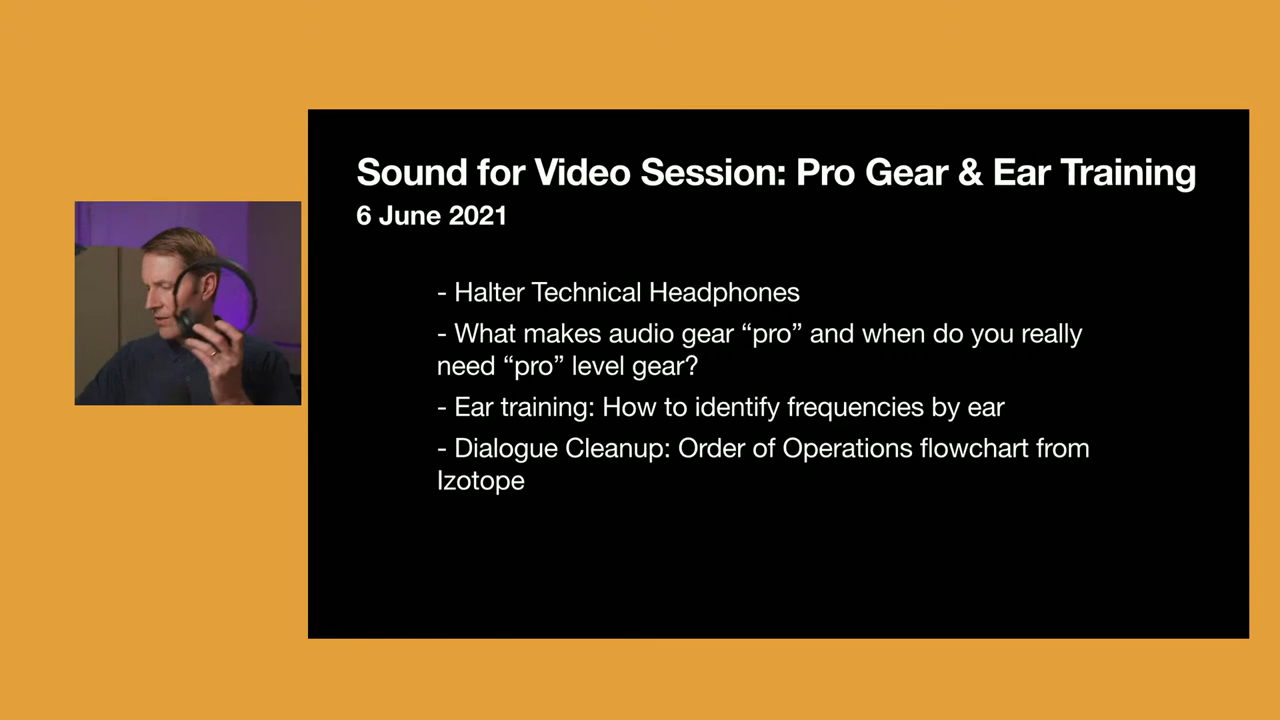 Sound for Video Session: Pro Gear & Ear Training
6 June 2021
- Halter Technical Headphones
- What makes audio gear “pro” and when do you really
need “pro” level gear?
- Ear training: How to identify frequencies by ear
- Dialogue Cleanup: Order of Operations flowchart from
Izotope